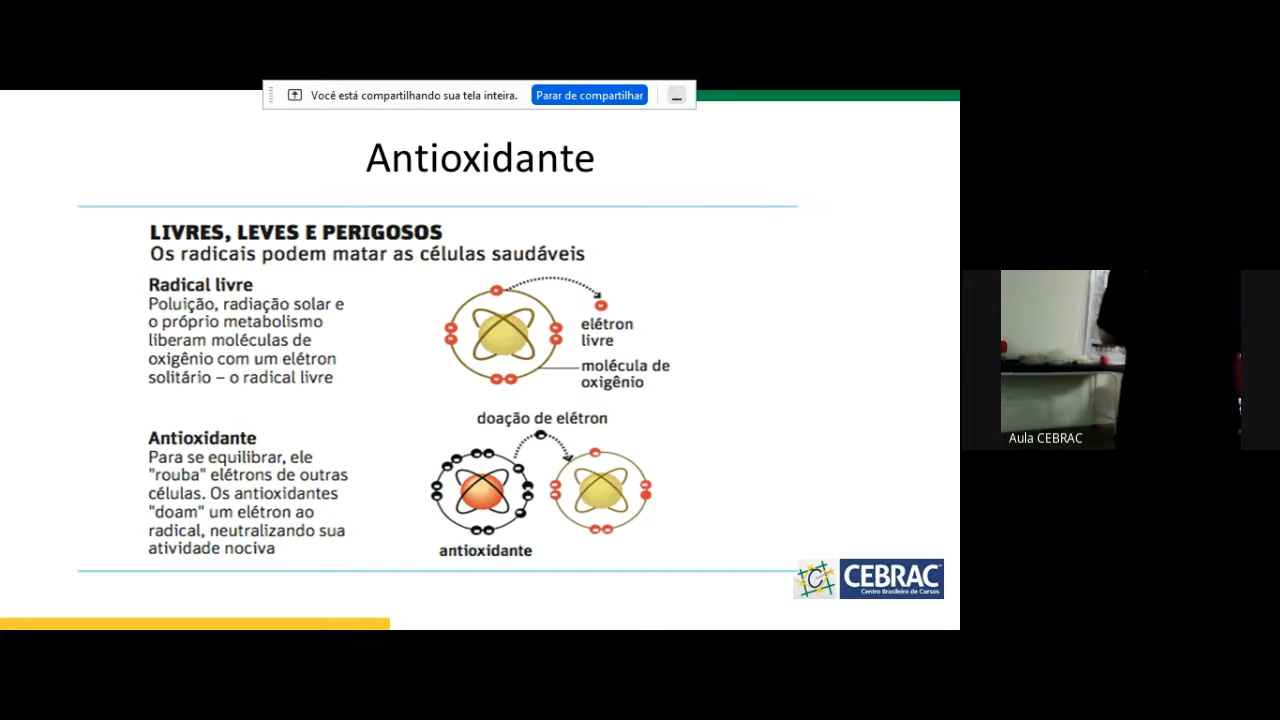 Você está compartilhando sua tela inteira.
Parar de compartilhar
Antioxidante
LIVRES, LEVES E PERIGOSOS
Os radicais podem matar as células saudáveis
Radical livre
Poluição, radiação solar e
o próprio metabolismo
liberam moléculas de
oxigênio com um elétron
solitário – o radical livre
elétron
livre
molécula de
oxigênio
doação de elétron
Antioxidante
Para se equilibrar, ele
"rouba" elétrons de outras
células. Os antioxidantes
"doam" um elétron ao
radical, neutralizando sua
atividade nociva
antioxidante
C CEBRAC
Centro Brasileiro de Cursos
Aula CEBRAC